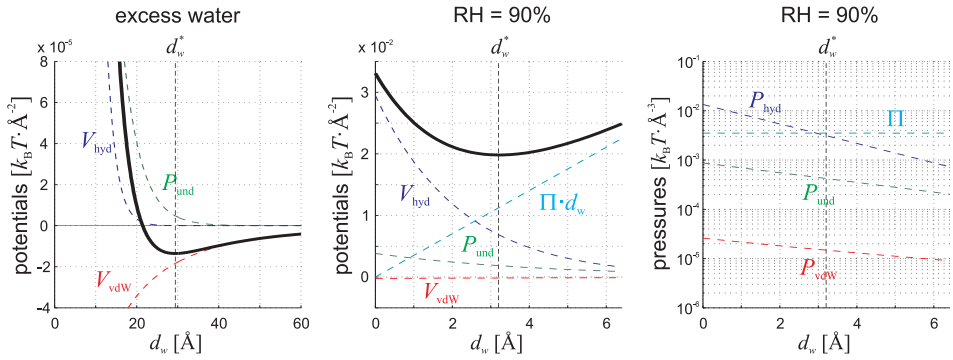 excess water
RH = 90%
RH = 90%
x 10⁻⁵
d*w
x 10⁻²
d*w
d*w
potentials [kBT·Å⁻²]
8
6
4
2
0
-2
-4
Vhyd
Pund
VvdW
0
20
40
60
dw [Å]
potentials [kBT·Å⁻²]
3
2
1
0
Vhyd
Π·dw
Pund
VvdW
0
2
4
6
dw [Å]
pressures [kBT·Å⁻³]
10⁻¹
10⁻²
10⁻³
10⁻⁴
10⁻⁵
10⁻⁶
Phyd
Π
Pund
PvdW
0
2
4
6
dw [Å]